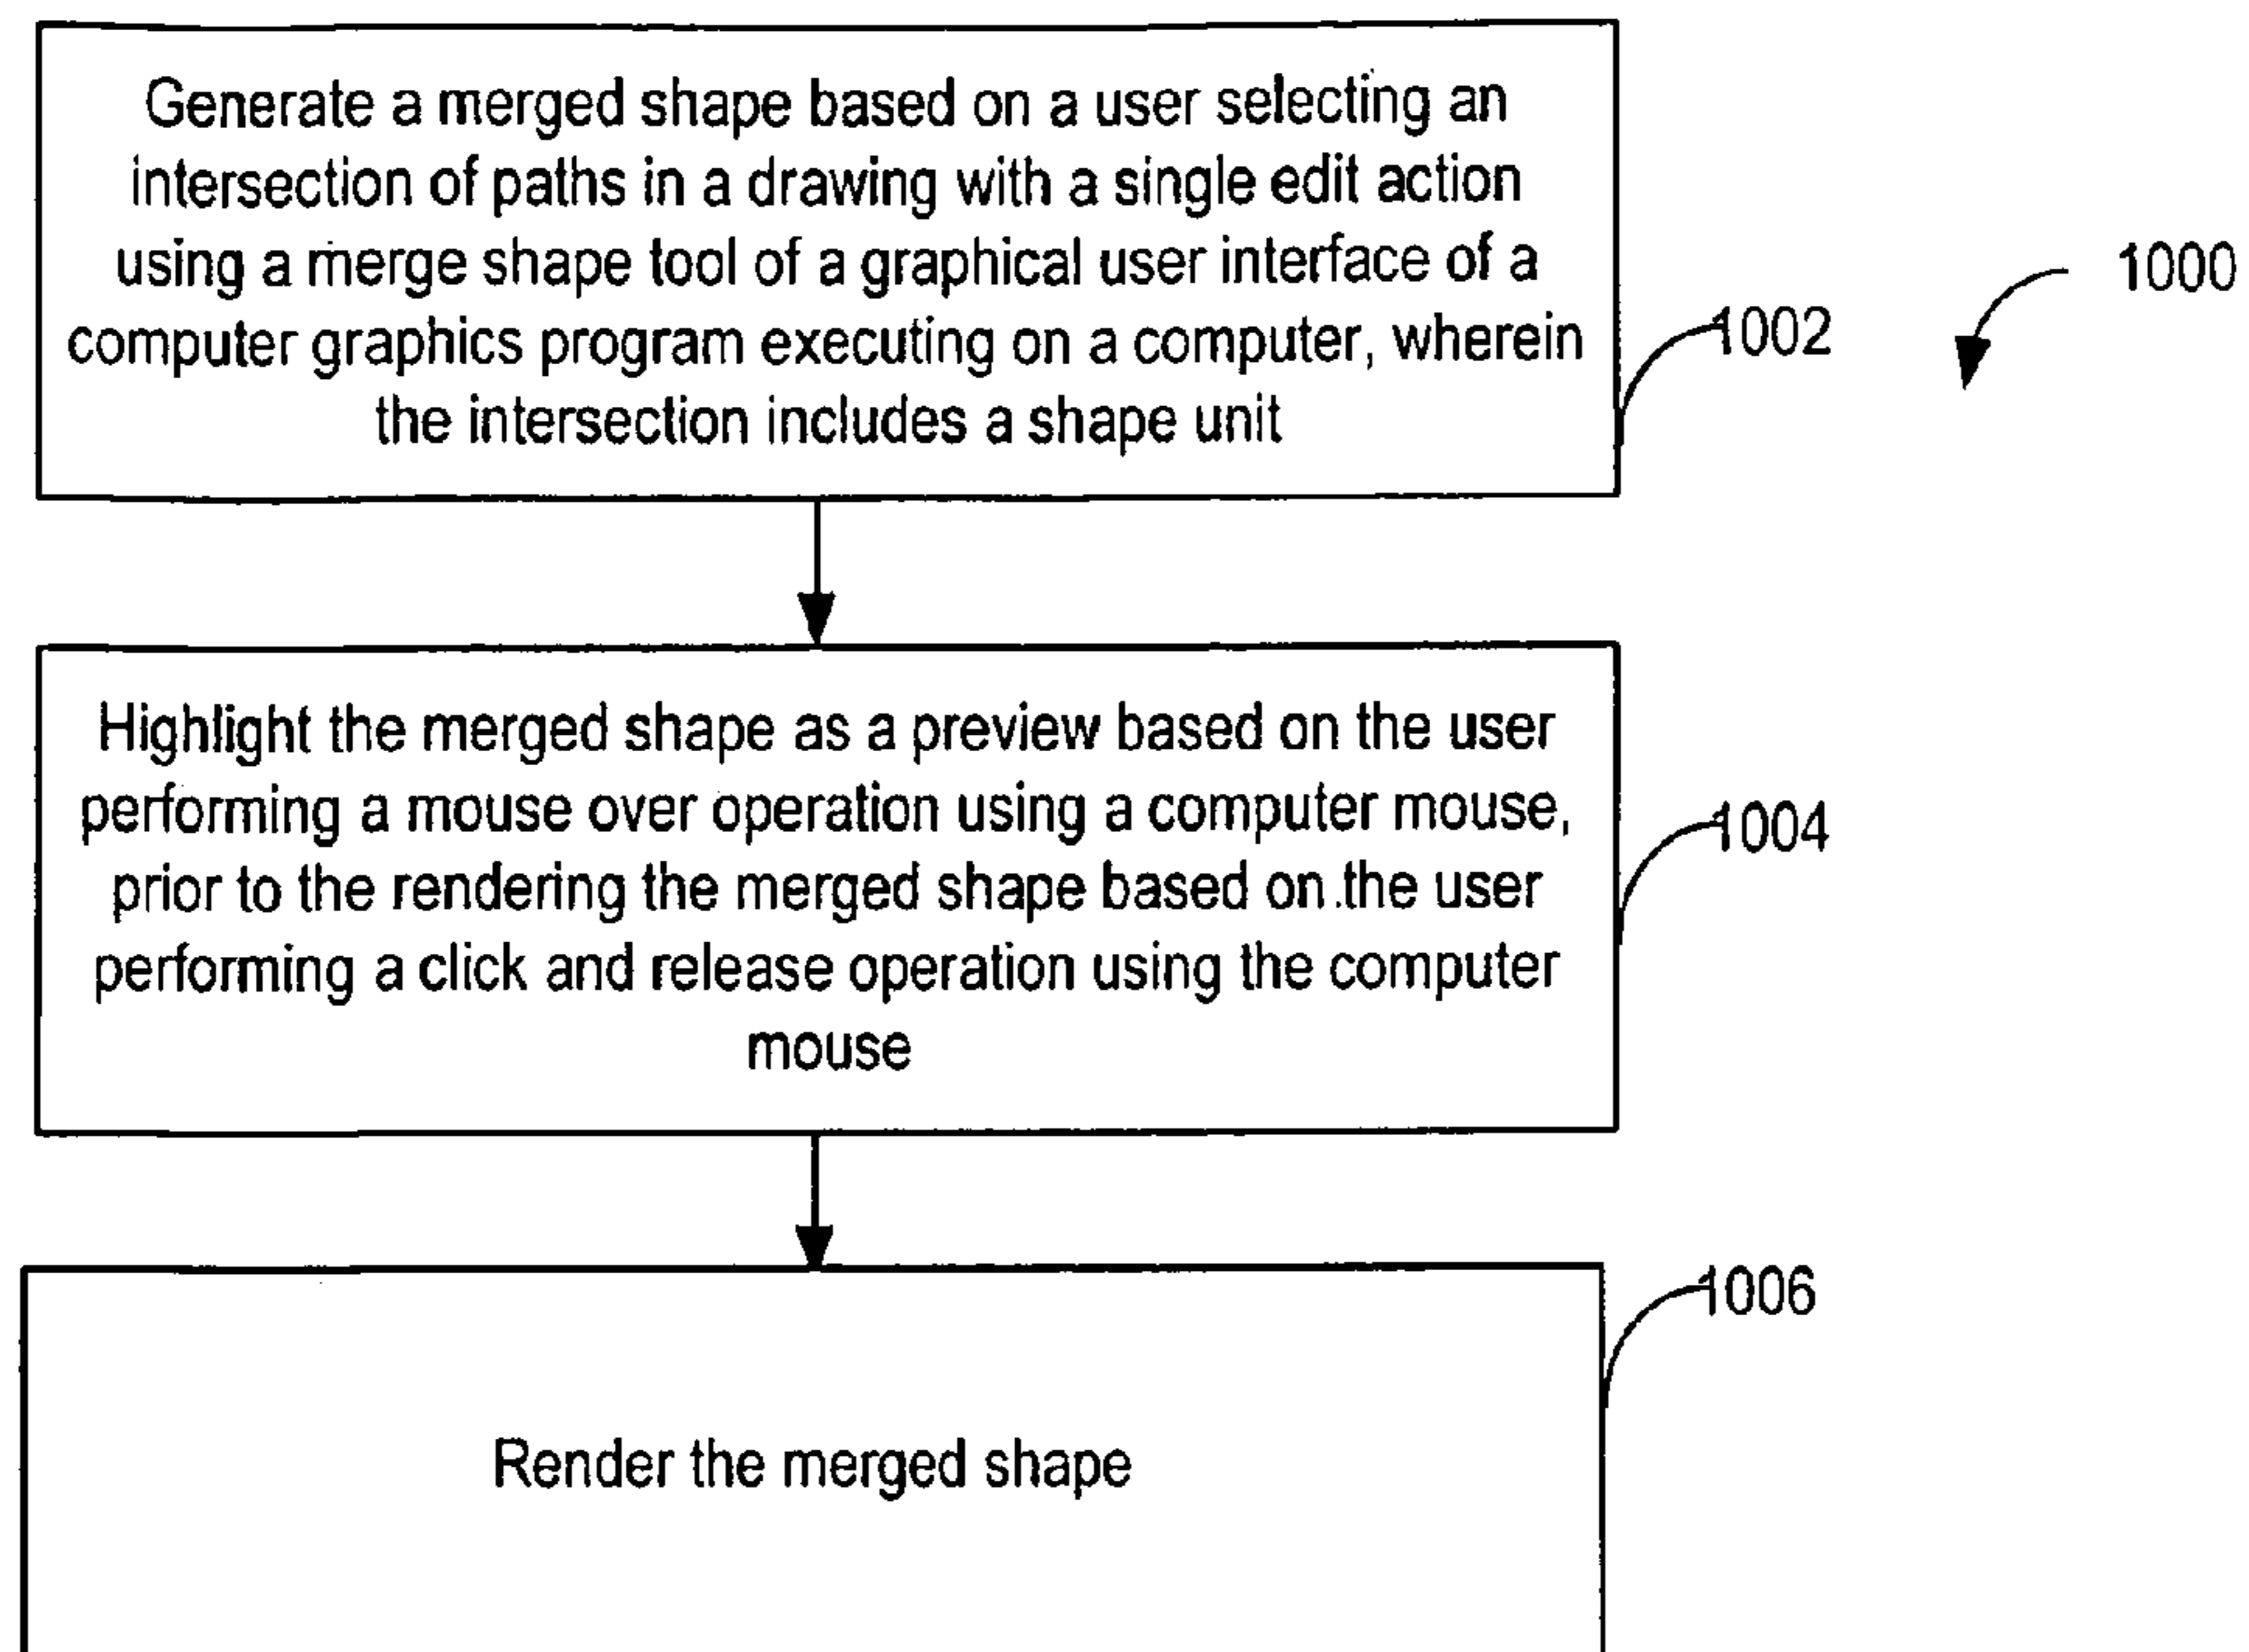 Generate a merged shape based on a user selecting an
intersection of paths in a drawing with a single edit action
using a merge shape tool of a graphical user interface of a
computer graphics program executing on a computer, wherein
the intersection includes a shape unit
1000
1002
Highlight the merged shape as a preview based on the user
performing a mouse over operation using a computer mouse,
prior to the rendering the merged shape based on the user
performing a click and release operation using the computer
mouse
1004
1006
Render the merged shape